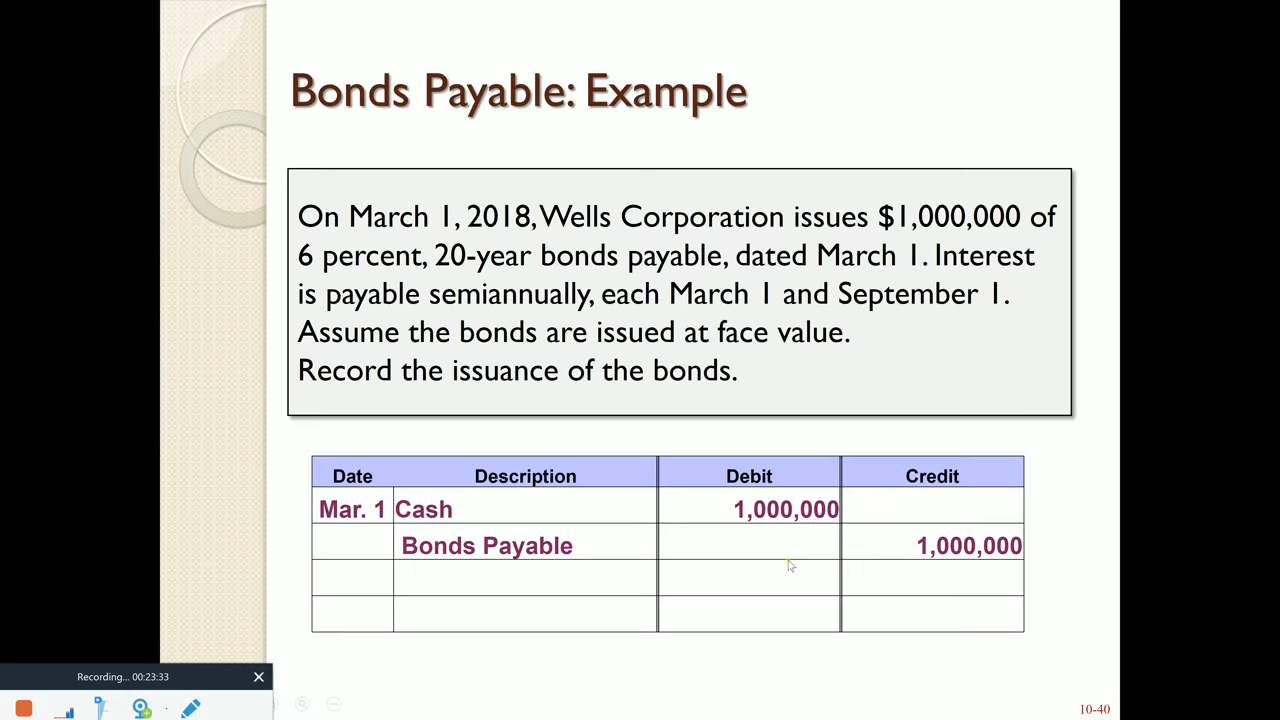 Bonds Payable: Example
On March 1, 2018, Wells Corporation issues $1,000,000 of
6 percent, 20-year bonds payable, dated March 1. Interest
is payable semiannually, each March 1 and September 1.
Assume the bonds are issued at face value.
Record the issuance of the bonds.
Date Description Debit Credit
Mar. 1 Cash 1,000,000
Bonds Payable 1,000,000
Recording... 00:23:33
10-40